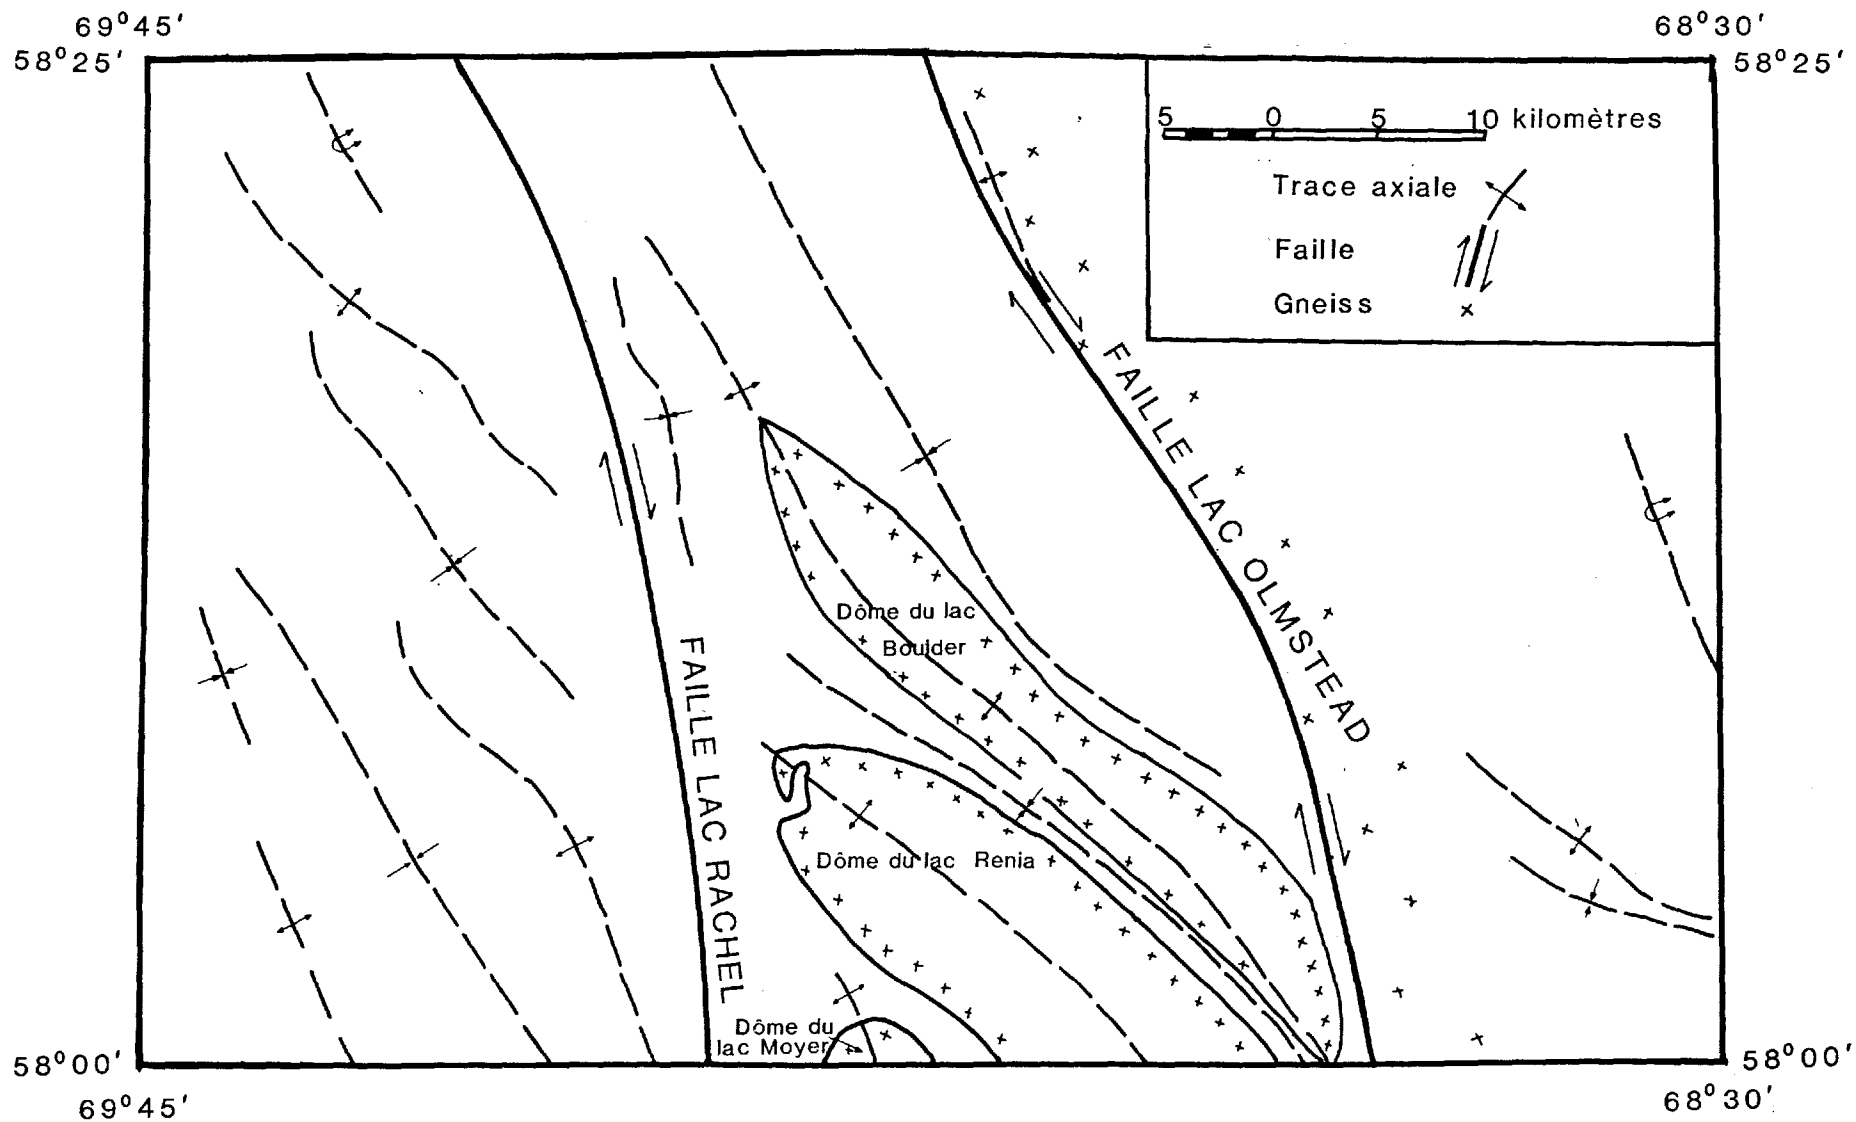 69°45'
68°30'
58°25'
58°25'
5 0 5 10 kilomètres
Trace axiale
Faille
Gneiss
FAILLE LAC OLMSTEAD
FAILLE LAC RACHEL
Dôme du lac
Boulder
Dôme du lac Renia
Dôme du
lac Moyer
58°00'
58°00'
69°45'
68°30'